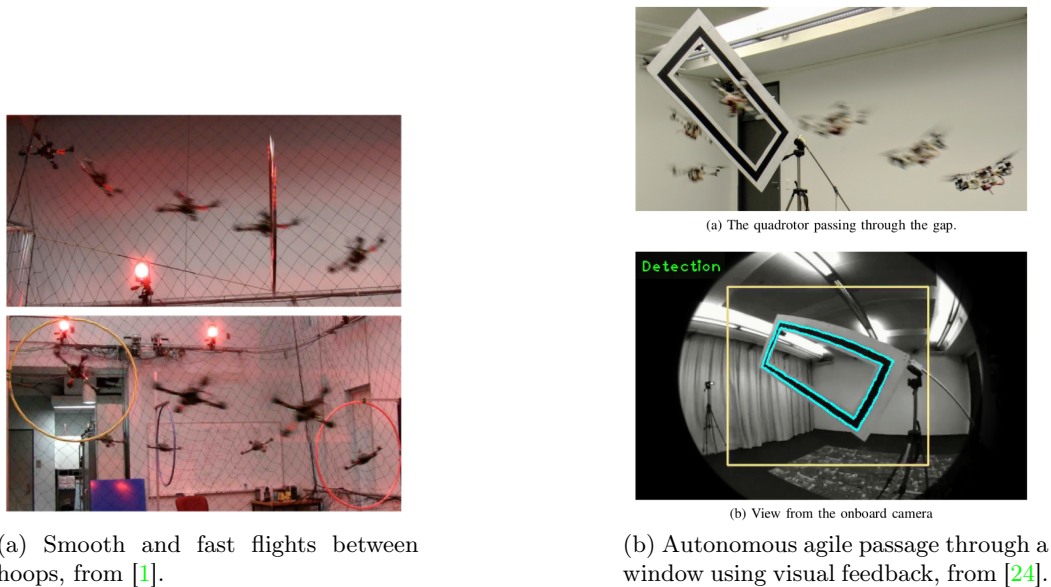 (a) The quadrotor passing through the gap.
Detection
(b) View from the onboard camera
(a) Smooth and fast flights between
hoops, from [1].
(b) Autonomous agile passage through a
window using visual feedback, from [24].